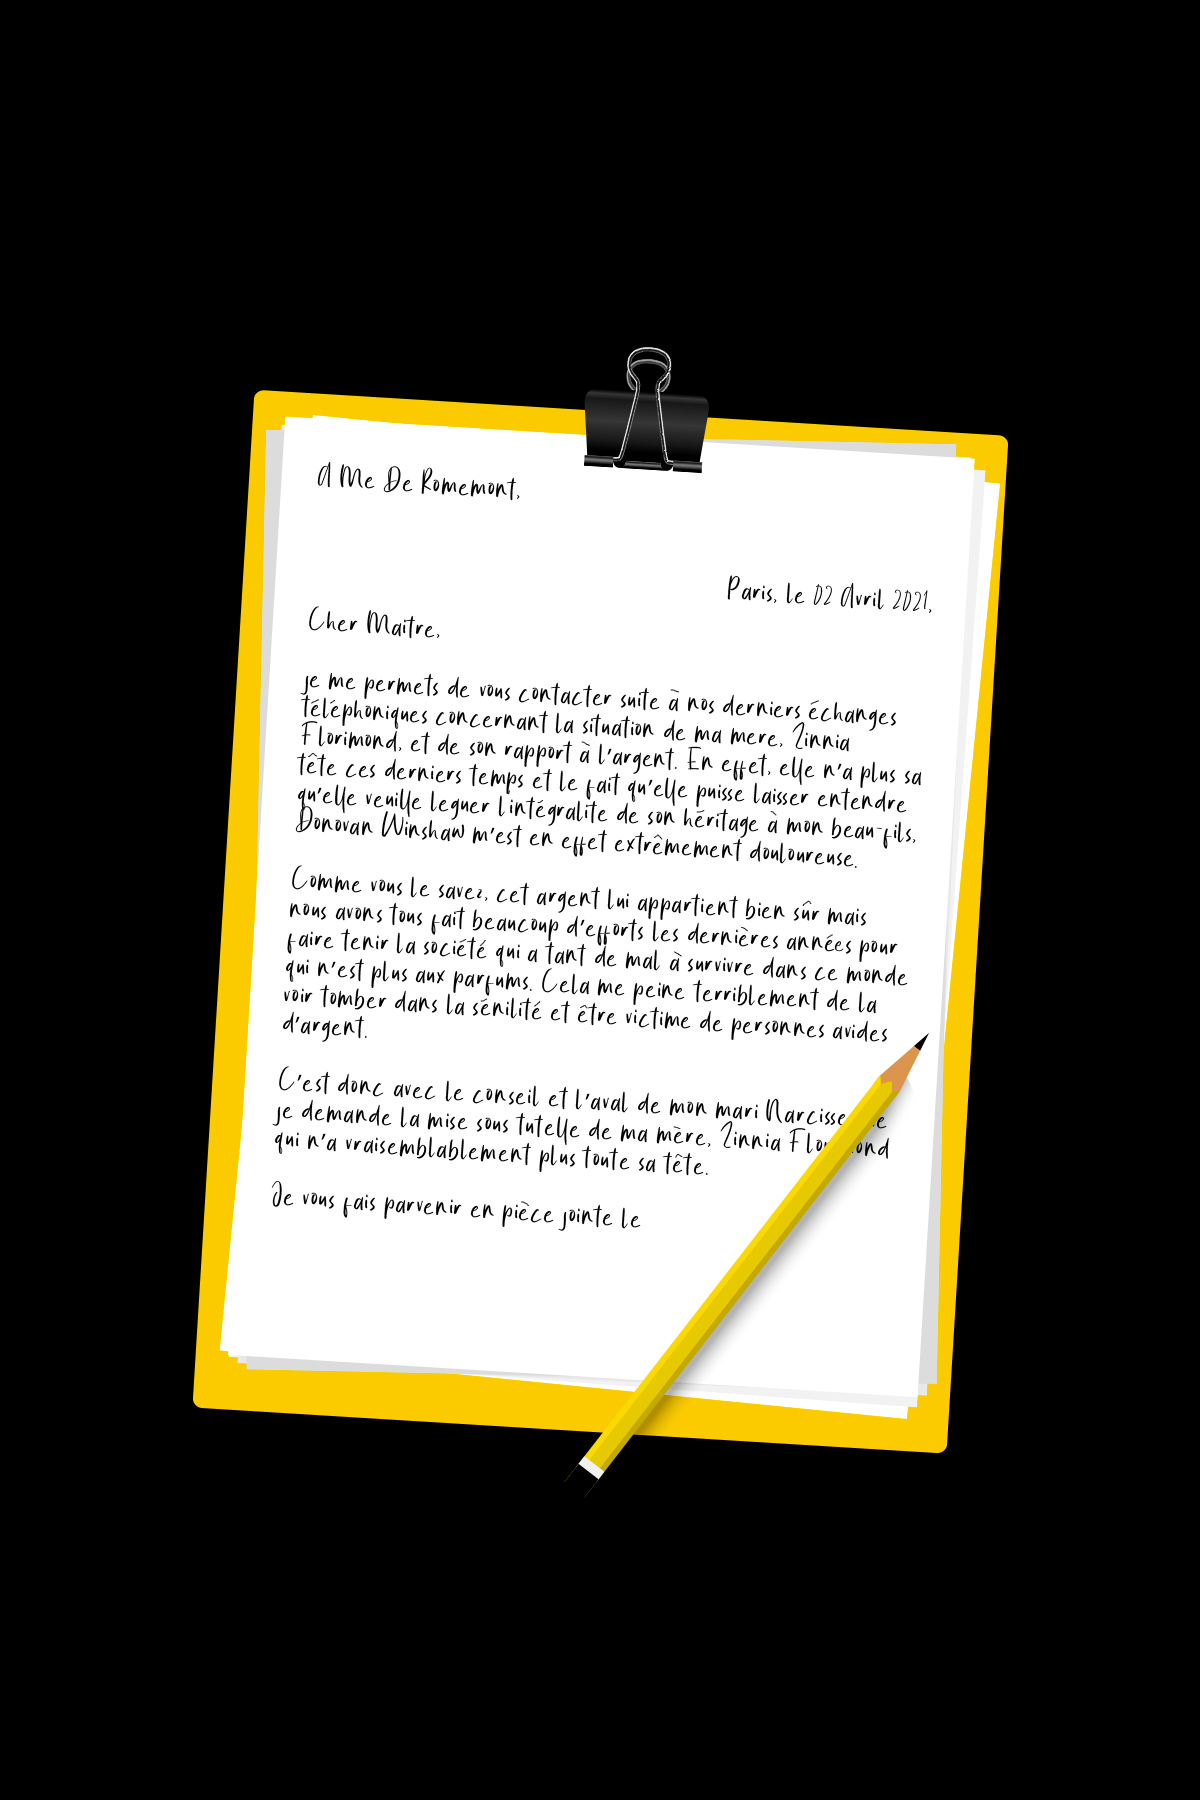 A Me De Romemont,
Paris, le 02 Avril 2021,
Cher Maitre,
je me permets de vous contacter suite à nos derniers échanges
téléphoniques concernant la situation de ma mere, Zinnia
Florimond, et de son rapport à l'argent. En effet, elle n'a plus sa
tête ces derniers temps et le fait qu'elle puisse laisser entendre
qu'elle veuille leguer l'intégralite de son héritage à mon beau-fils,
Donovan Winshaw m'est en effet extrêmement douloureuse.
Comme vous le savez, cet argent lui appartient bien sûr mais
nous avons tous fait beaucoup d'efforts les dernières années pour
faire tenir la société qui a tant de mal à survivre dans ce monde
qui n'est plus aux parfums. Cela me peine terriblement de la
voir tomber dans la sénilité et être victime de personnes avides
d'argent.
C'est donc avec le conseil et l'aval de mon mari Narcisse
je demande la mise sous tutelle de ma mère, Zinnia Florimond
qui n'a vraisemblablement plus toute sa tête.
Je vous fais parvenir en pièce jointe le